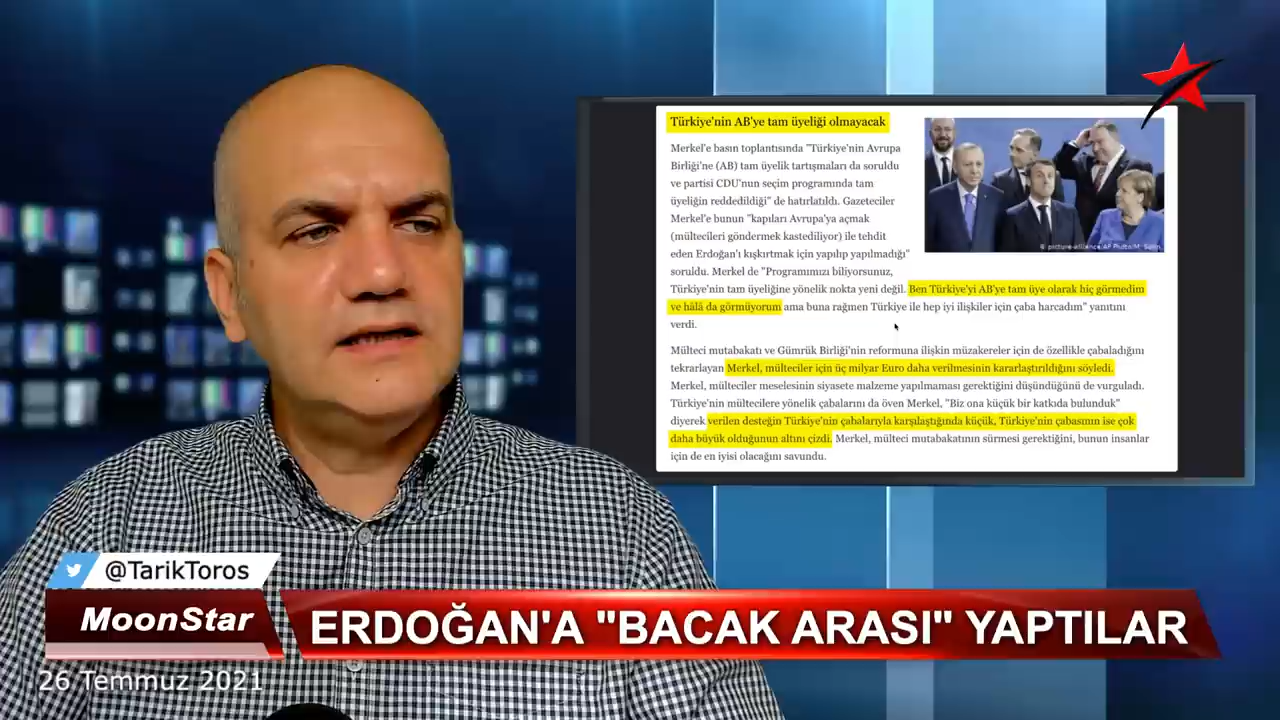 Türkiye'nin AB'ye tam üyeliği olmayacak
Merkel'e basın toplantısında "Türkiye'nin Avrupa
Birliği'ne (AB) tam üyelik tartışmaları da soruldu
ve partisi CDU'nun seçim programında tam
üyeliğin reddedildiği" de hatırlatıldı. Gazeteciler
Merkel'e bunun "kapıları Avrupa'ya açmak
(mültecileri göndermek kastediliyor) ile tehdit
eden Erdoğan'ı kışkırtmak için yapılıp yapılmadığı"
soruldu. Merkel de "Programımızı biliyorsunuz,
Türkiye'nin tam üyeliğine yönelik nokta yeni değil. Ben Türkiye'yi AB'ye tam üye olarak hiç görmedim
ve hâlâ da görmüyorum ama buna rağmen Türkiye ile hep iyi ilişkiler için çaba harcadım" yanıtını
verdi.
Mülteci mutabakatı ve Gümrük Birliği'nin reformuna ilişkin müzakereler için de özellikle çabaladığını
tekrarlayan Merkel, mülteciler için üç milyar Euro daha verilmesinin kararlaştırıldığını söyledi.
Merkel, mülteciler meselesinin siyasete malzeme yapılmaması gerektiğini düşündüğünü de vurguladı.
Türkiye'nin mültecilere yönelik çabalarını da öven Merkel, "Biz ona küçük bir katkıda bulunduk"
diyerek verilen desteğin Türkiye'nin çabalarıyla karşılaştığında küçük, Türkiye'nin çabasının ise çok
daha büyük olduğunun altını çizdi. Merkel, mülteci mutabakatının sürmesi gerektiğini, bunun insanlar
için de en iyisi olacağını savundu.
@TarikToros
MoonStar
ERDOĞAN'A "BACAK ARASI" YAPTILAR
26 Temmuz 2021